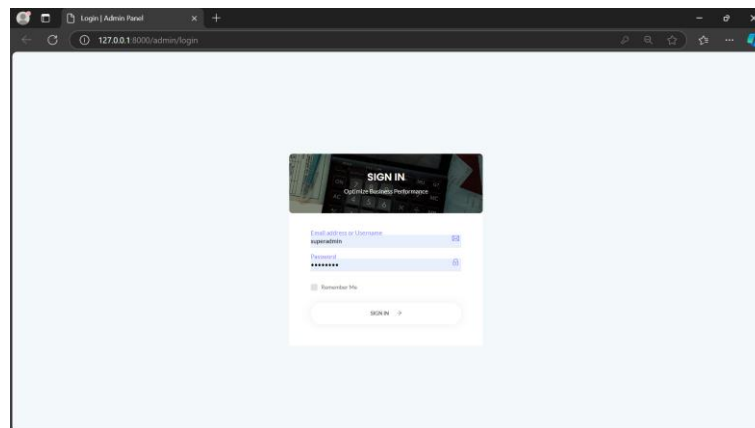 Login | Admin Panel
127.0.0.1:8000/admin/login
SIGN IN
Optimize Business Performance
Email address or Username
superadmin
Password
••••••••
Remember Me
SIGN IN